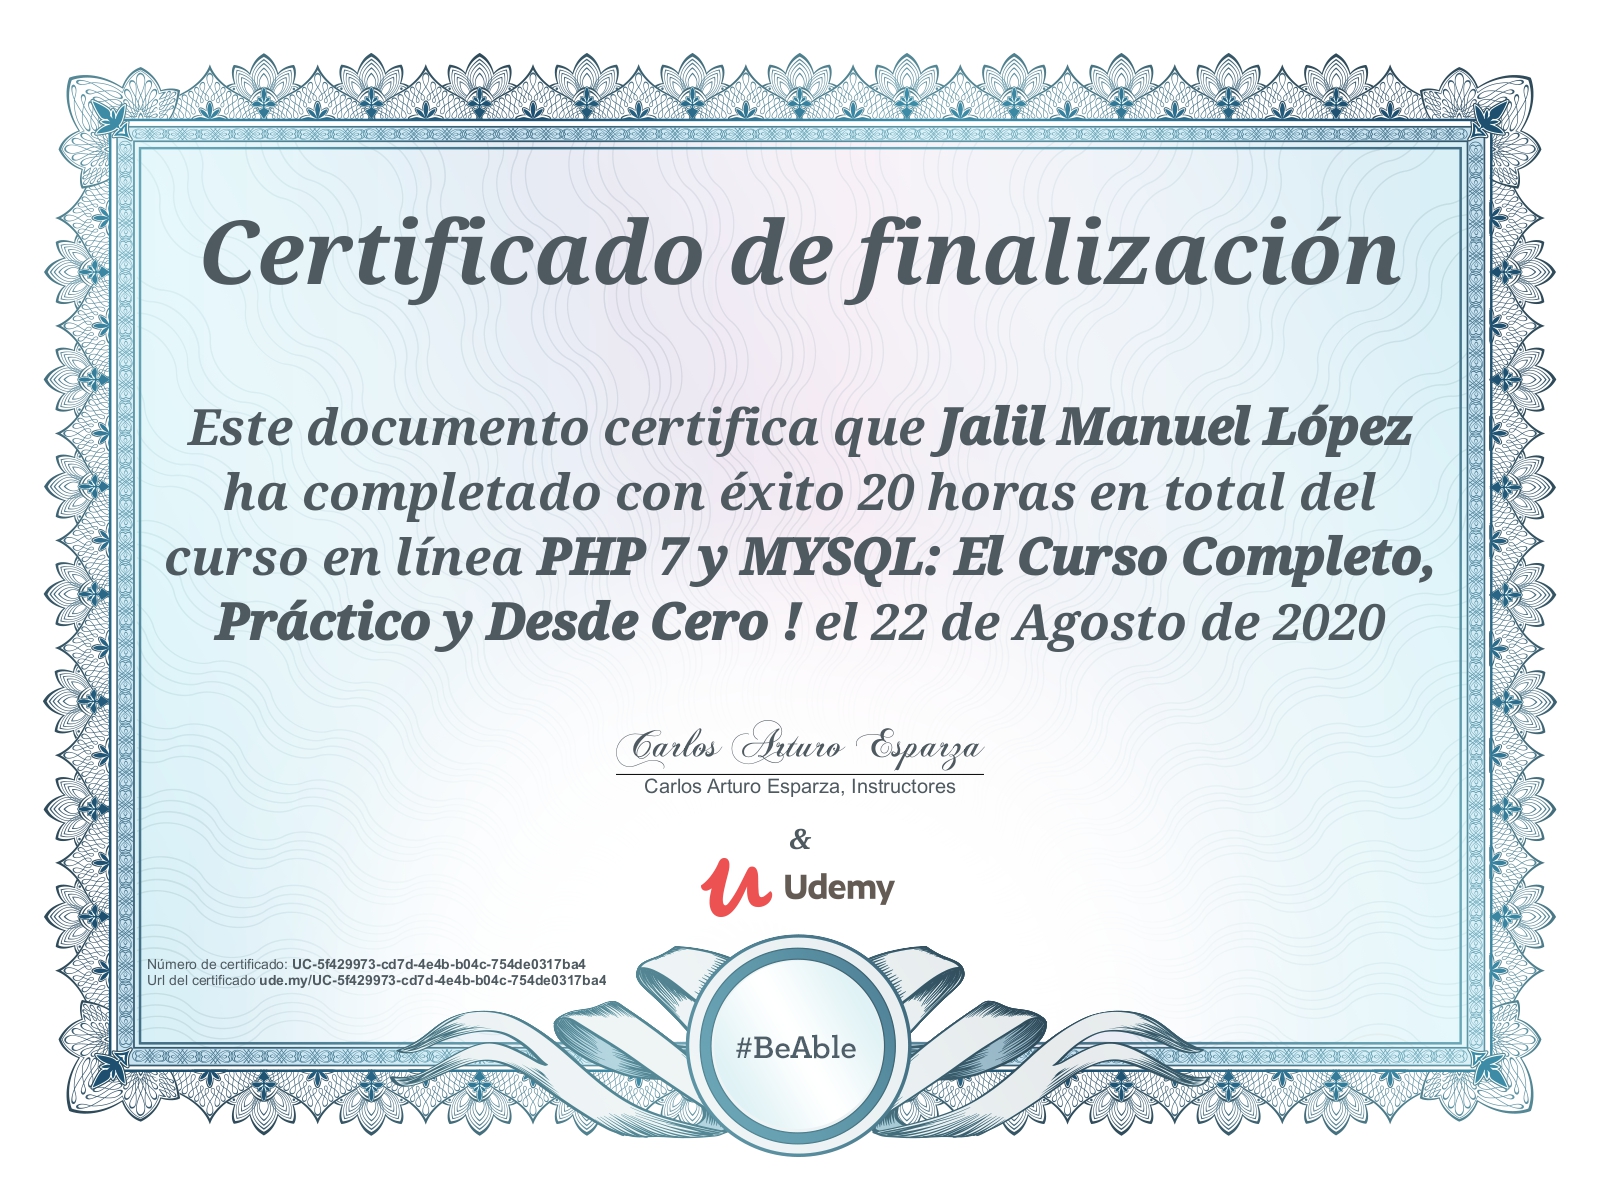 Certificado de finalización
Este documento certifica que Jalil Manuel López
ha completado con éxito 20 horas en total del
curso en línea PHP 7 y MYSQL: El Curso Completo,
Práctico y Desde Cero ! el 22 de Agosto de 2020
Carlos Arturo Esparza
Carlos Arturo Esparza, Instructores
&
Udemy
Número de certificado: UC-5f429973-cd7d-4e4b-b04c-754de0317ba4
Url del certificado ude.my/UC-5f429973-cd7d-4e4b-b04c-754de0317ba4
#BeAble